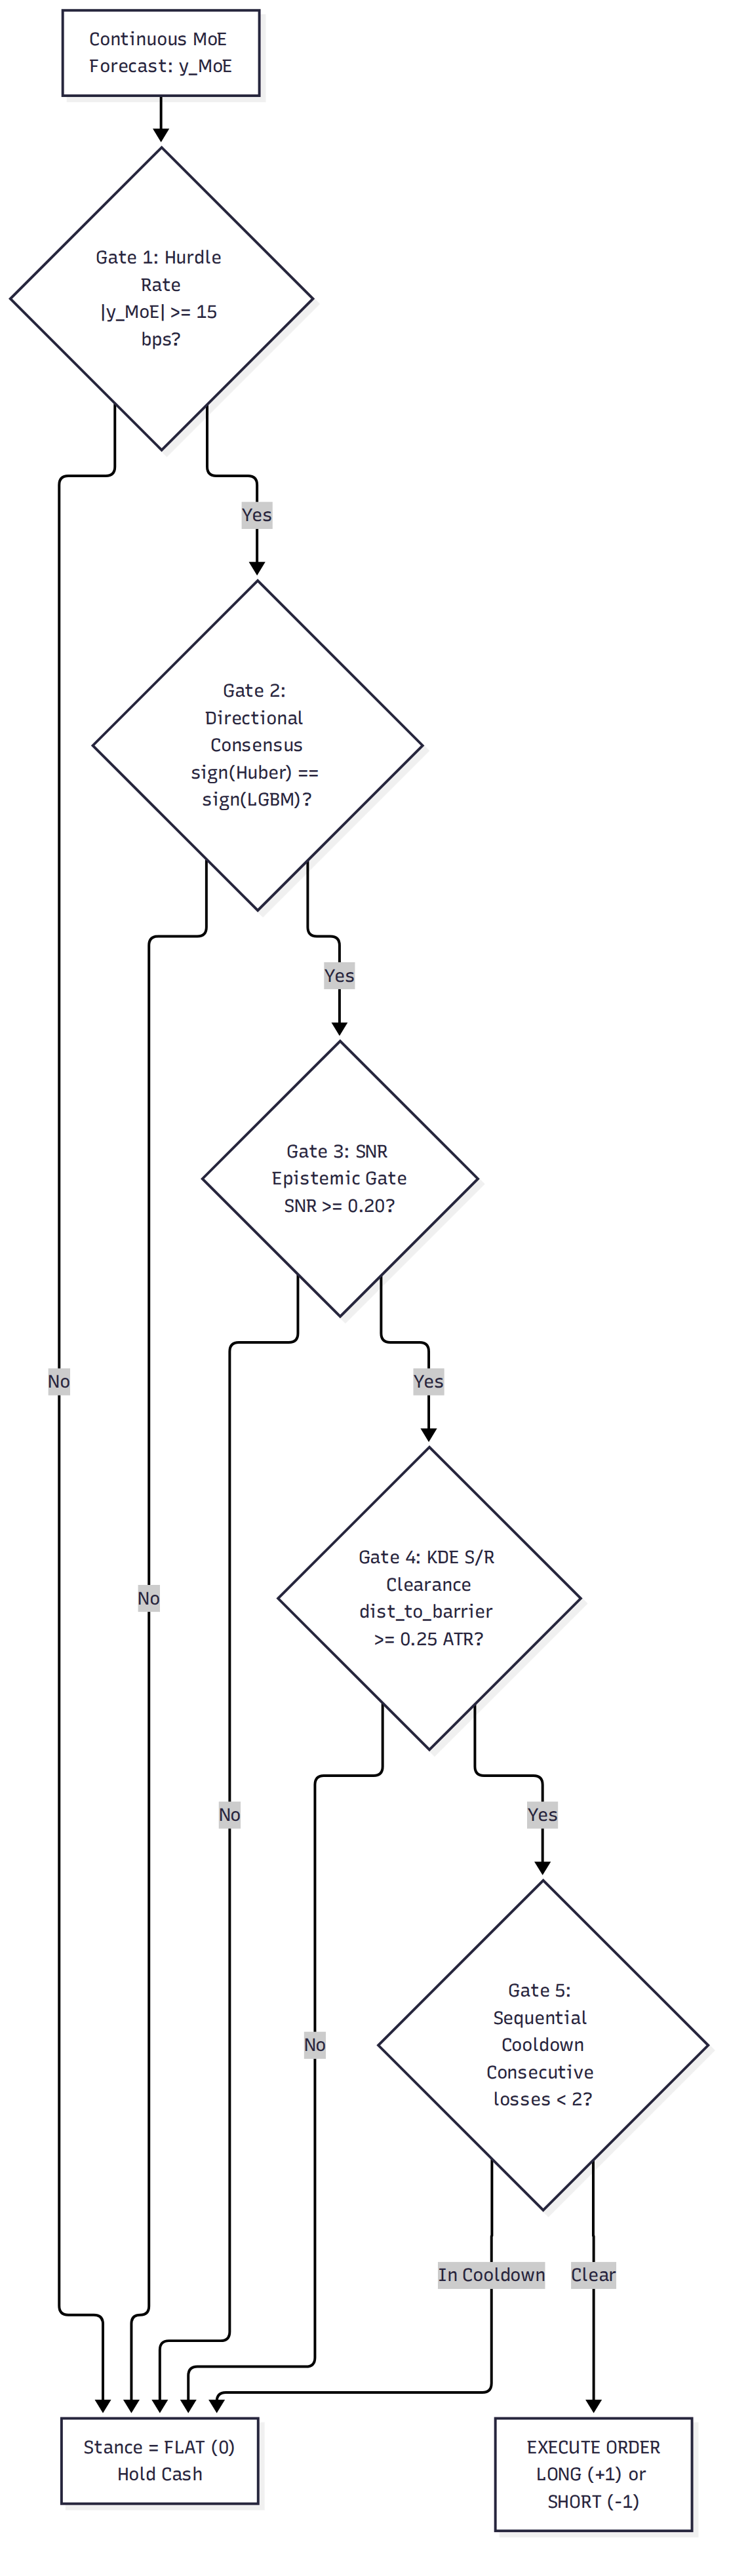 Continuous MoE
Forecast: y_MoE
Gate 1: Hurdle
Rate
|y_MoE| >= 15
bps?
Yes
Gate 2:
Directional
Consensus
sign(Huber) ==
sign(LGBM)?
Yes
Gate 3: SNR
Epistemic Gate
SNR >= 0.20?
No
Yes
Gate 4: KDE S/R
Clearance
dist_to_barrier
>= 0.25 ATR?
No
No
Yes
Gate 5:
Sequential
Cooldown
Consecutive
losses < 2?
No
In Cooldown
Clear
Stance = FLAT (0)
Hold Cash
EXECUTE ORDER
LONG (+1) or
SHORT (-1)